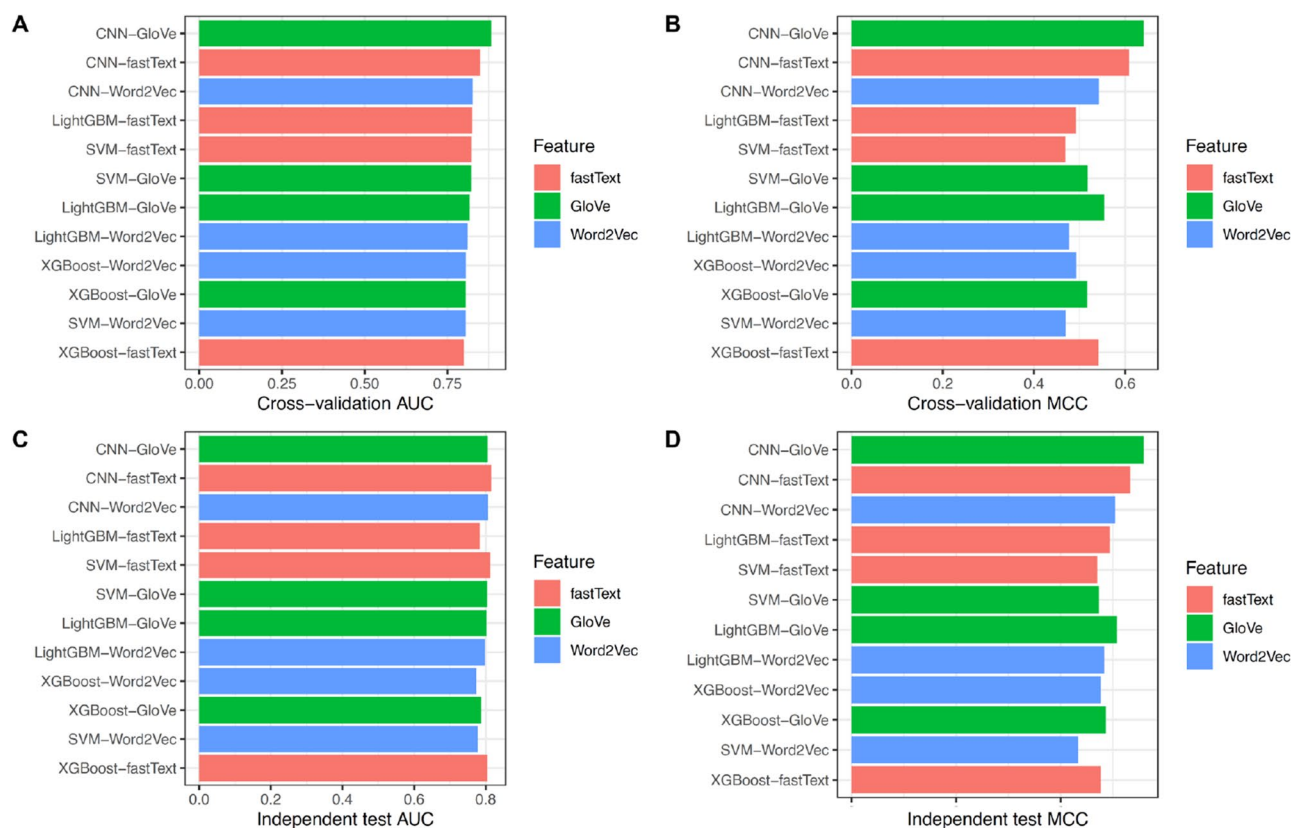 A
CNN-GloVe
CNN-fastText
CNN-Word2Vec
LightGBM-fastText
SVM-fastText
SVM-GloVe
LightGBM-GloVe
LightGBM-Word2Vec
XGBoost-Word2Vec
XGBoost-GloVe
SVM-Word2Vec
XGBoost-fastText
0.00 0.25 0.50 0.75
Cross-validation AUC
Feature
fastText
GloVe
Word2Vec
B
CNN-GloVe
CNN-fastText
CNN-Word2Vec
LightGBM-fastText
SVM-fastText
SVM-GloVe
LightGBM-GloVe
LightGBM-Word2Vec
XGBoost-Word2Vec
XGBoost-GloVe
SVM-Word2Vec
XGBoost-fastText
0.0 0.2 0.4 0.6
Cross-validation MCC
Feature
fastText
GloVe
Word2Vec
C
CNN-GloVe
CNN-fastText
CNN-Word2Vec
LightGBM-fastText
SVM-fastText
SVM-GloVe
LightGBM-GloVe
LightGBM-Word2Vec
XGBoost-Word2Vec
XGBoost-GloVe
SVM-Word2Vec
XGBoost-fastText
0.0 0.2 0.4 0.6 0.8
Independent test AUC
Feature
fastText
GloVe
Word2Vec
D
CNN-GloVe
CNN-fastText
CNN-Word2Vec
LightGBM-fastText
SVM-fastText
SVM-GloVe
LightGBM-GloVe
LightGBM-Word2Vec
XGBoost-Word2Vec
XGBoost-GloVe
SVM-Word2Vec
XGBoost-fastText
Independent test MCC
Feature
fastText
GloVe
Word2Vec